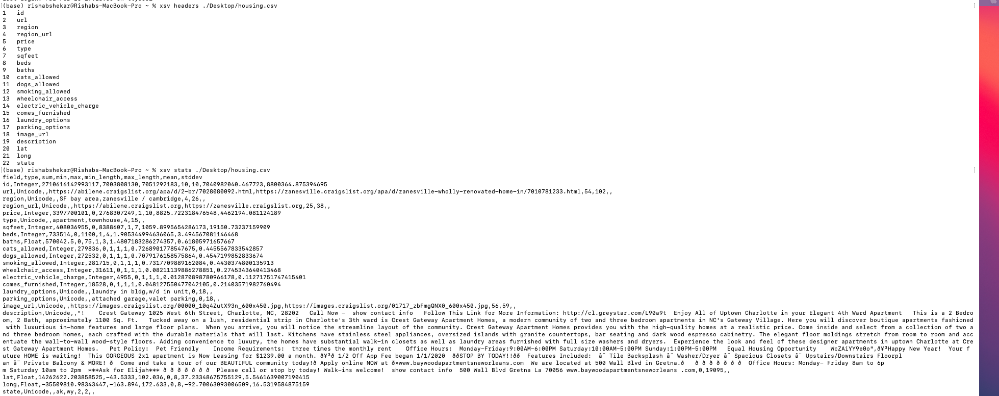 (base) rishabshekar@Rishabs-MacBook-Pro ~ % xsv headers ./Desktop/housing.csv
1 id
2 url
3 region
4 region_url
5 price
6 type
7 sqfeet
8 beds
9 baths
10 cats_allowed
11 dogs_allowed
12 smoking_allowed
13 wheelchair_access
14 electric_vehicle_charge
15 comes_furnished
16 laundry_options
17 parking_options
18 image_url
19 description
20 lat
21 long
22 state
(base) rishabshekar@Rishabs-MacBook-Pro ~ % xsv stats ./Desktop/housing.csv
field,type,sum,min,max,min_length,max_length,mean,stddev
id,Integer,2710616142993117,7003808130,7051292183,10,10,7040982040.467723,8800364.875394695
url,Unicode,,https://abilene.craigslist.org/apa/d/2-br/7028080092.html,https://zanesville.craigslist.org/apa/d/zanesville-wholly-renovated-home-in/7010781233.html,54,102,,
region,Unicode,,SF bay area,zanesville / cambridge,4,26,,
region_url,Unicode,,https://abilene.craigslist.org,https://zanesville.craigslist.org,25,38,,
price,Integer,3397700101,0,2768307249,1,10,8825.722318476548,4462194.081124189
type,Unicode,,apartment,townhouse,4,15,,
sqfeet,Integer,408036955,0,8388607,1,7,1059.8995654286173,19150.73237159909
beds,Integer,733514,0,1100,1,4,1.905344994636065,3.494567081146468
baths,Float,570042.5,0,75,1,3,1.4807183286274357,0.61805971657667
cats_allowed,Integer,279836,0,1,1,1,0.7268901778547675,0.4455567833542857
dogs_allowed,Integer,272532,0,1,1,1,0.7079176158575864,0.4547199852833674
smoking_allowed,Integer,281715,0,1,1,1,0.7317709889162084,0.4430374800135913
wheelchair_access,Integer,31611,0,1,1,1,0.08211139886278851,0.2745343640413468
electric_vehicle_charge,Integer,4955,0,1,1,1,0.012870898780966178,0.11271751747415401
comes_furnished,Integer,18528,0,1,1,1,0.048127550477042105,0.21403571982760494
laundry_options,Unicode,,laundry in bldg,w/d in unit,0,18,,
parking_options,Unicode,,attached garage,valet parking,0,18,,
image_url,Unicode,,https://images.craigslist.org/00000_10q4ZutX93n_600x450.jpg,https://images.craigslist.org/01717_zbFmgQNX0_600x450.jpg,56,59,,
description,Unicode,,"!    Crest Gateway 1025 West 6th Street, Charlotte, NC, 28202   Call Now -  show contact info   Follow This Link for More Information: http://cl.greystar.com/L90a9t  Enjoy All of Uptown Charlotte in your Elegant 4th Ward Apartment   This is a 2 Bedro
om, 2 Bath, approximately 1100 Sq. Ft.   Tucked away on a lush, residential strip in Charlotte's 3th ward is Crest Gateway Apartment Homes, a modern community of two and three bedroom apartments in NC's Gateway Village. Here you will discover boutique apartments fashioned
with luxurious in-home features and large floor plans.  When you arrive, you will notice the streamline layout of the community. Crest Gateway Apartment Homes provides you with the high-quality homes at a realistic price. Come inside and select from a collection of two a
nd three bedroom homes, each crafted with the durable materials that will last. Kitchens have stainless steel appliances, oversized islands with granite countertops, bar seating and dark wood espresso cabinetry. The elegant floor moldings stretch from room to room and acc
entuate the wall-to-wall wood-style floors. Adding convenience to luxury, the homes have substantial walk-in closets as well as laundry areas furnished with full size washers and dryers.  Experience the look and feel of these designer apartments in uptown Charlotte at Cre
st Gateway Apartment Homes.   Pet Policy:  Pet Friendly    Income Requirements:  three times the monthly rent    Office Hours:  Monday-Friday:9:00AM-6:00PM Saturday:10:00AM-5:00PM Sunday:1:00PM-5:00PM   Equal Housing Opportunity    WcZAiYY9e0o",ð¥³Happy New Year!  Your f
uture HOME is waiting!  This GORGEOUS 2x1 apartment is Now Leasing for $1239.00 a month. ð¥³ð 1/2 Off App Fee began 1/1/2020  ððSTOP BY TODAY!!ðð  Features Included:  â¨ Tile Backsplash â¨ Washer/Dryer â¨ Spacious Closets â¨ Upstairs/Downstairs Floorpl
an â¨ Private Balcony & MORE! ð  Come and take a tour of our BEAUTIFUL community today!ð Apply online NOW at ð»www.baywoodapartmentsneworleans.com  We are located at 500 Wall Blvd in Gretna.ð   ð ð ð ð ð ð ð  Office Hours: Monday- Friday 8am to 6p
m Saturday 10am to 2pm  ***Ask for Elijah*** ð ð ð ð ð ð ð  Please call or stop by today! Walk-ins welcome!  show contact info  500 Wall Blvd Gretna La 70056 www.baywoodapartmentsneworleans .com,0,19095,,
lat,Float,14262622.203858525,-43.5333,102.036,0,8,37.23348675755129,5.5461639007190415
long,Float,-35509810.98343447,-163.894,172.633,0,8,-92.70063093006509,16.5319584875159
state,Unicode,,ak,wy,2,2,,